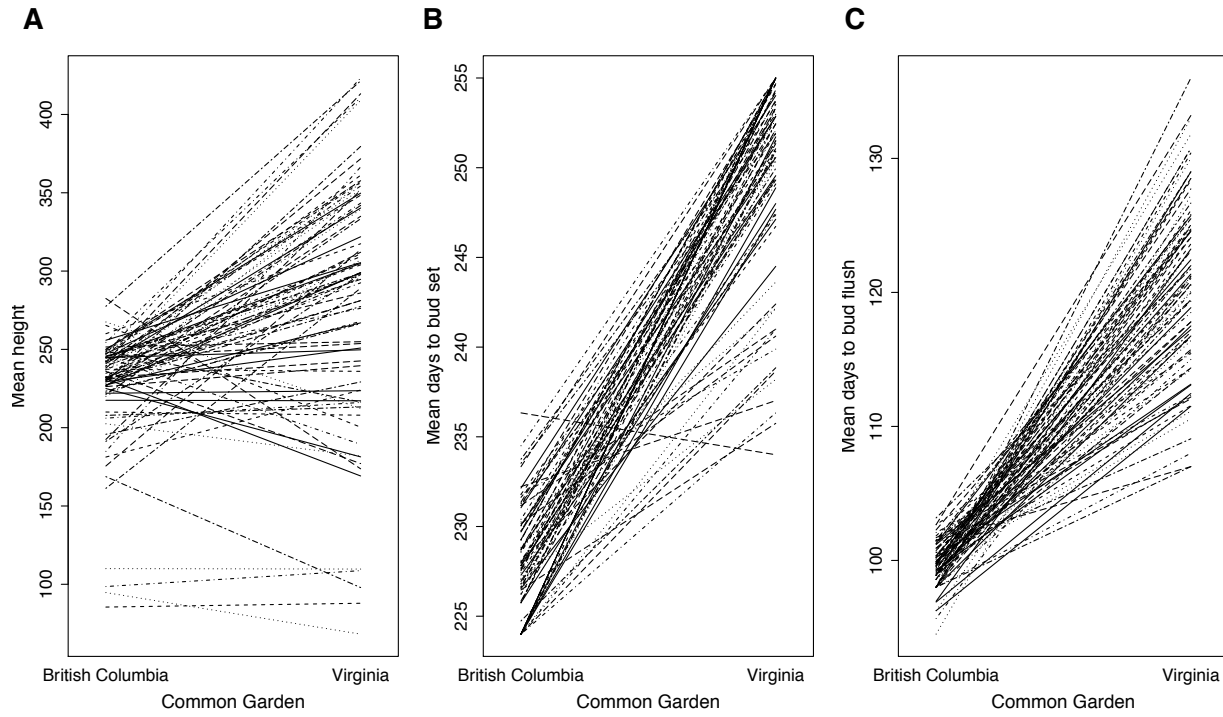 A
Mean height
400
350
300
250
200
150
100
British Columbia
Virginia
Common Garden
B
Mean days to bud set
255
250
245
240
235
230
225
British Columbia
Virginia
Common Garden
C
Mean days to bud flush
130
120
110
100
British Columbia
Virginia
Common Garden